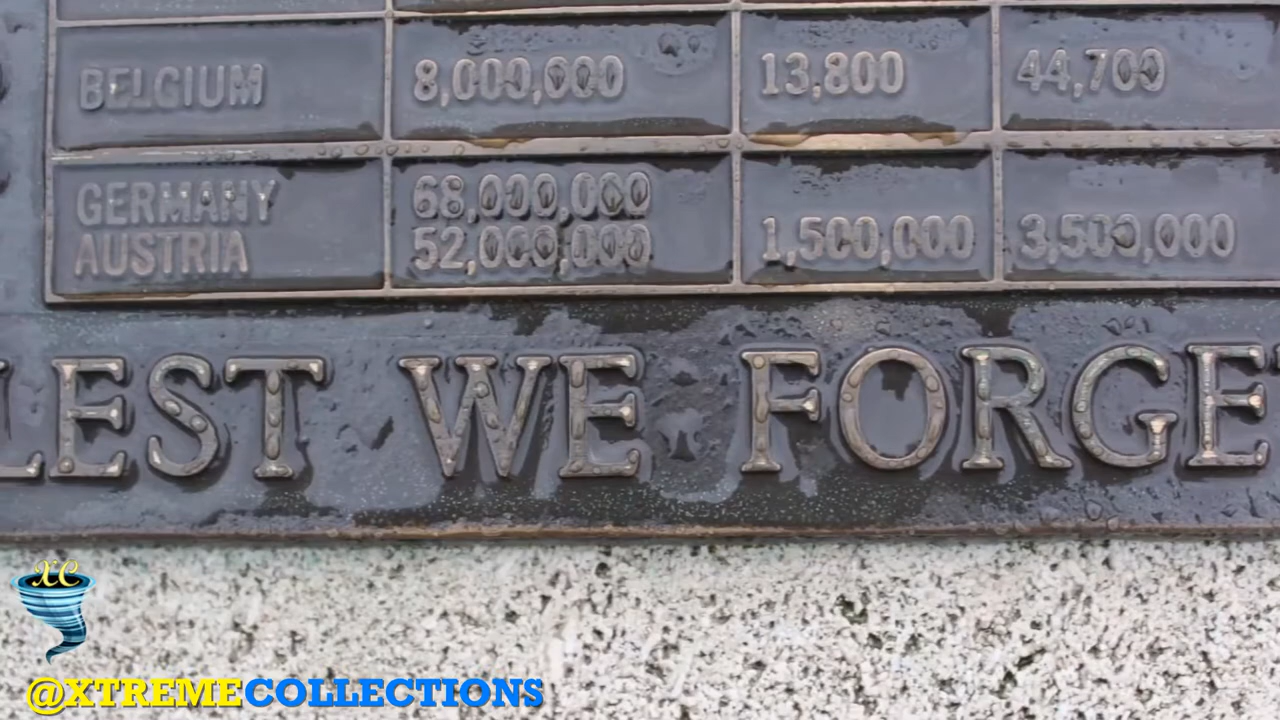 BELGIUM 8,000,000 13,800 44,700
GERMANY 68,000,000
AUSTRIA 52,000,000 1,500,000 3,500,000
LEST WE FORGE
XC
@XTREMECOLLECTIONS